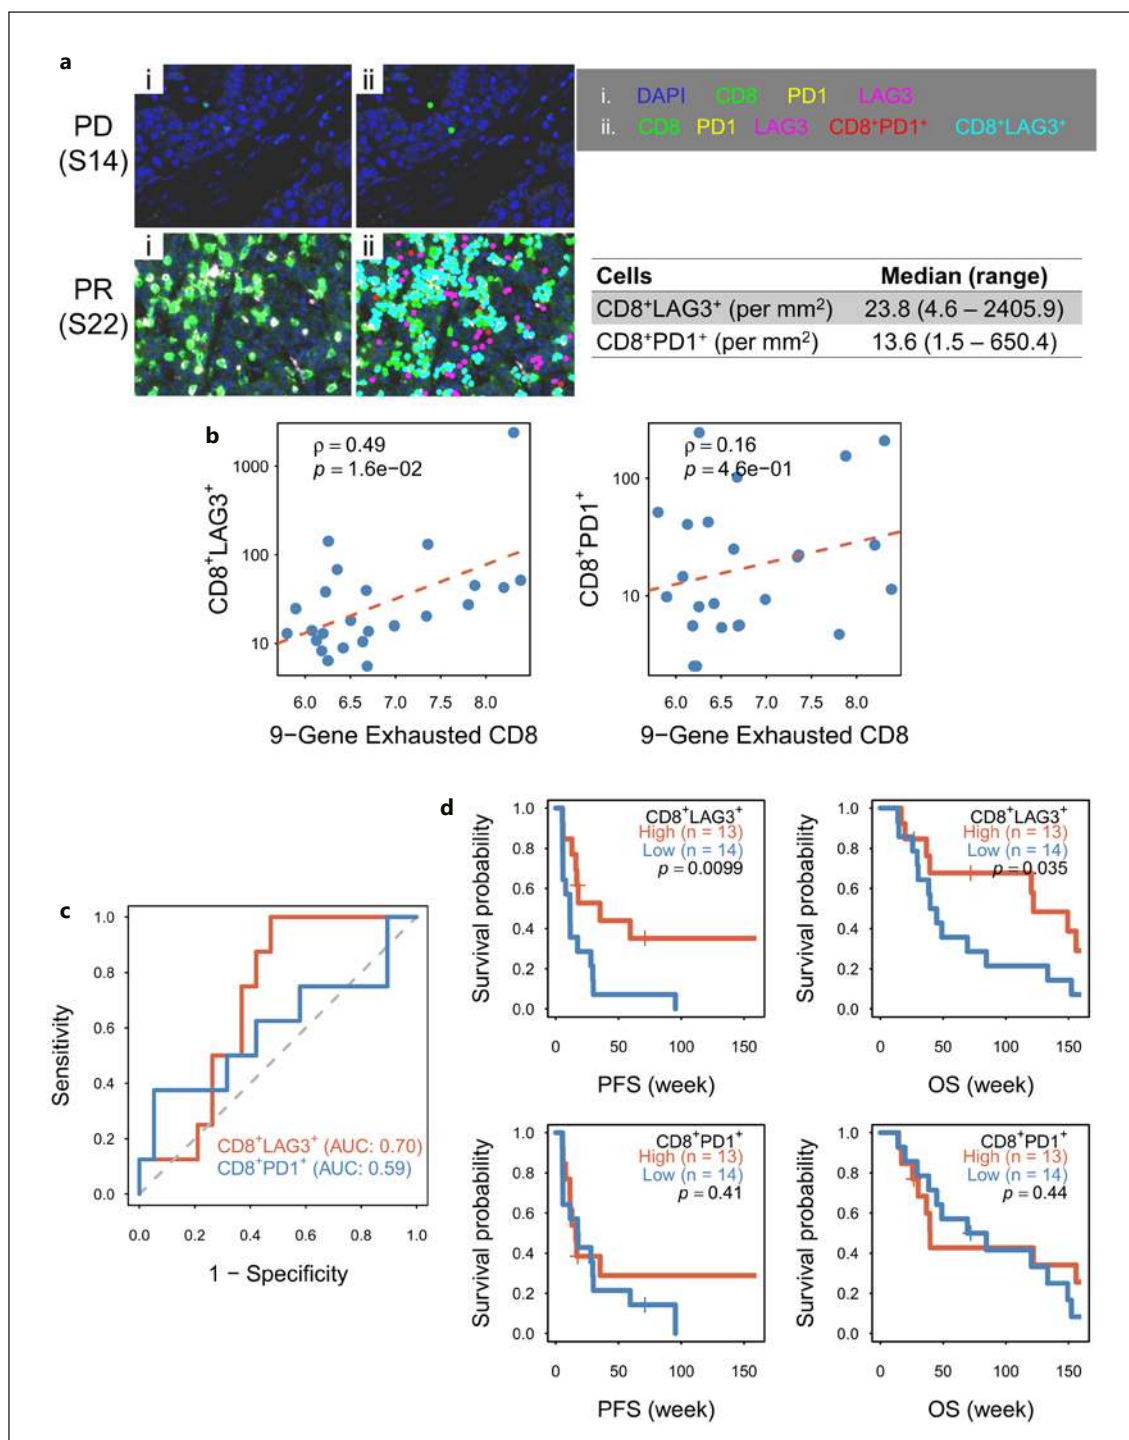 a
i
ii
PD
(S14)
i. DAPI CD8 PD1 LAG3
ii. CD8 PD1 LAG3 CD8⁺PD1⁺ CD8⁺LAG3⁺
i
ii
PR
(S22)
Cells Median (range)
CD8⁺LAG3⁺ (per mm²) 23.8 (4.6 – 2405.9)
CD8⁺PD1⁺ (per mm²) 13.6 (1.5 – 650.4)
b
ρ = 0.49
p = 1.6e−02
CD8⁺LAG3⁺
1000
100
10
6.0 6.5 7.0 7.5 8.0
9−Gene Exhausted CD8
ρ = 0.16
p = 4.6e−01
CD8⁺PD1⁺
100
10
6.0 6.5 7.0 7.5 8.0
9−Gene Exhausted CD8
c
Sensitivity
1.0
0.8
0.6
0.4
0.2
0.0
CD8⁺LAG3⁺ (AUC: 0.70)
CD8⁺PD1⁺ (AUC: 0.59)
0.0 0.2 0.4 0.6 0.8 1.0
1 − Specificity
d
Survival probability
1.0
0.8
0.6
0.4
0.2
0.0
CD8⁺LAG3⁺
High (n = 13)
Low (n = 14)
p = 0.0099
0 50 100 150
PFS (week)
Survival probability
1.0
0.8
0.6
0.4
0.2
0.0
CD8⁺LAG3⁺
High (n = 13)
Low (n = 14)
p = 0.035
0 50 100 150
OS (week)
Survival probability
1.0
0.8
0.6
0.4
0.2
0.0
CD8⁺PD1⁺
High (n = 13)
Low (n = 14)
p = 0.41
0 50 100 150
PFS (week)
Survival probability
1.0
0.8
0.6
0.4
0.2
0.0
CD8⁺PD1⁺
High (n = 13)
Low (n = 14)
p = 0.44
0 50 100 150
OS (week)